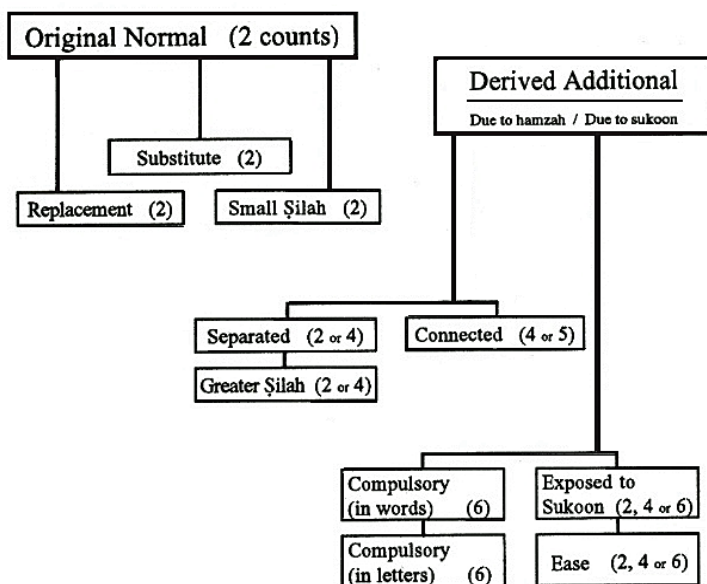 Original Normal (2 counts)
Derived Additional
Due to hamzah / Due to sukoon
Substitute (2)
Replacement (2)
Small Ṣilah (2)
Separated (2 or 4)
Connected (4 or 5)
Greater Ṣilah (2 or 4)
Compulsory
(in words) (6)
Exposed to
Sukoon (2, 4 or 6)
Compulsory
(in letters) (6)
Ease (2, 4 or 6)